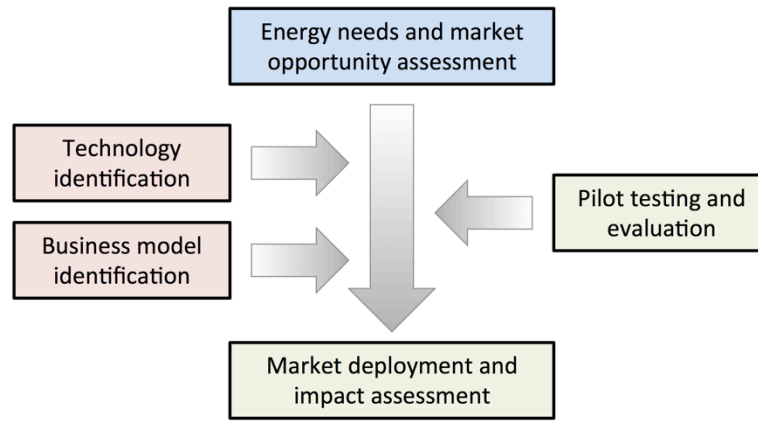 Energy needs and market
opportunity assessment
Technology
identification
Business model
identification
Pilot testing and
evaluation
Market deployment and
impact assessment